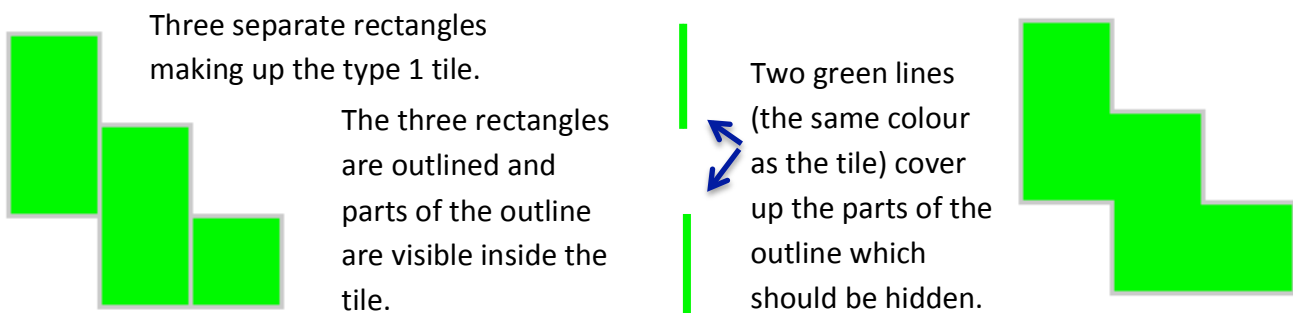 Three separate rectangles
making up the type 1 tile.
The three rectangles
are outlined and
parts of the outline
are visible inside the
tile.
Two green lines
(the same colour
as the tile) cover
up the parts of the
outline which
should be hidden.